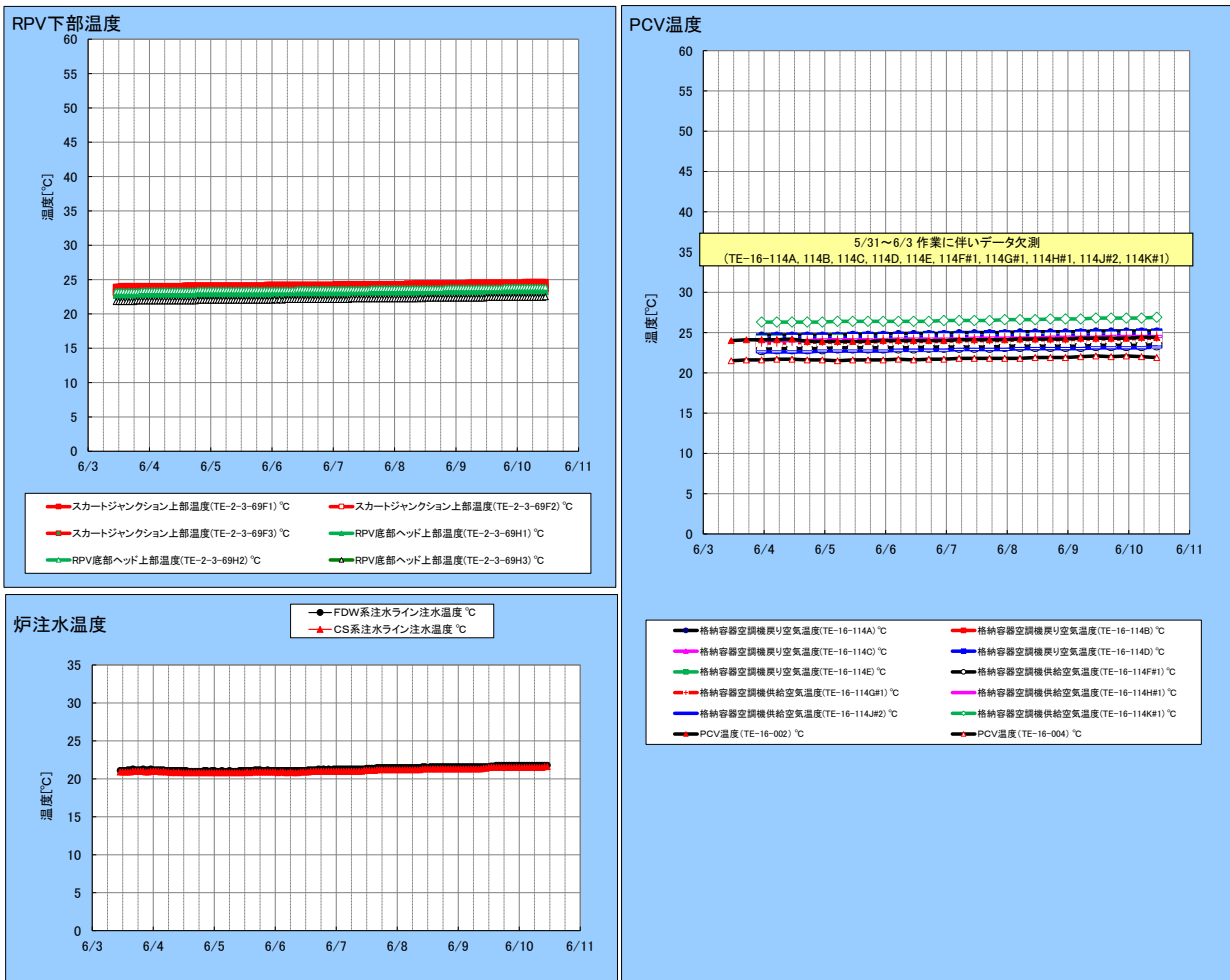 RPV下部温度
60
55
50
45
40
35
30
25
20
15
10
5
0
温度[℃]
6/3 6/4 6/5 6/6 6/7 6/8 6/9 6/10 6/11
スカートジャンクション上部温度(TE-2-3-69F1) ℃ スカートジャンクション上部温度(TE-2-3-69F2) ℃
スカートジャンクション上部温度(TE-2-3-69F3) ℃ RPV底部ヘッド上部温度(TE-2-3-69H1) ℃
RPV底部ヘッド上部温度(TE-2-3-69H2) ℃ RPV底部ヘッド上部温度(TE-2-3-69H3) ℃
炉注水温度
FDW系注水ライン注水温度 ℃
CS系注水ライン注水温度 ℃
35
30
25
20
15
10
5
0
温度[℃]
6/3 6/4 6/5 6/6 6/7 6/8 6/9 6/10 6/11
PCV温度
60
55
50
45
40
35
30
25
20
15
10
5
0
温度[℃]
5/31～6/3 作業に伴いデータ欠測
(TE-16-114A, 114B, 114C, 114D, 114E, 114F#1, 114G#1, 114H#1, 114J#2, 114K#1)
6/3 6/4 6/5 6/6 6/7 6/8 6/9 6/10 6/11
格納容器空調機戻り空気温度(TE-16-114A) ℃ 格納容器空調機戻り空気温度(TE-16-114B) ℃
格納容器空調機戻り空気温度(TE-16-114C) ℃ 格納容器空調機戻り空気温度(TE-16-114D) ℃
格納容器空調機戻り空気温度(TE-16-114E) ℃ 格納容器空調機供給空気温度(TE-16-114F#1) ℃
格納容器空調機供給空気温度(TE-16-114G#1) ℃ 格納容器空調機供給空気温度(TE-16-114H#1) ℃
格納容器空調機供給空気温度(TE-16-114J#2) ℃ 格納容器空調機供給空気温度(TE-16-114K#1) ℃
PCV温度(TE-16-002) ℃ PCV温度(TE-16-004) ℃